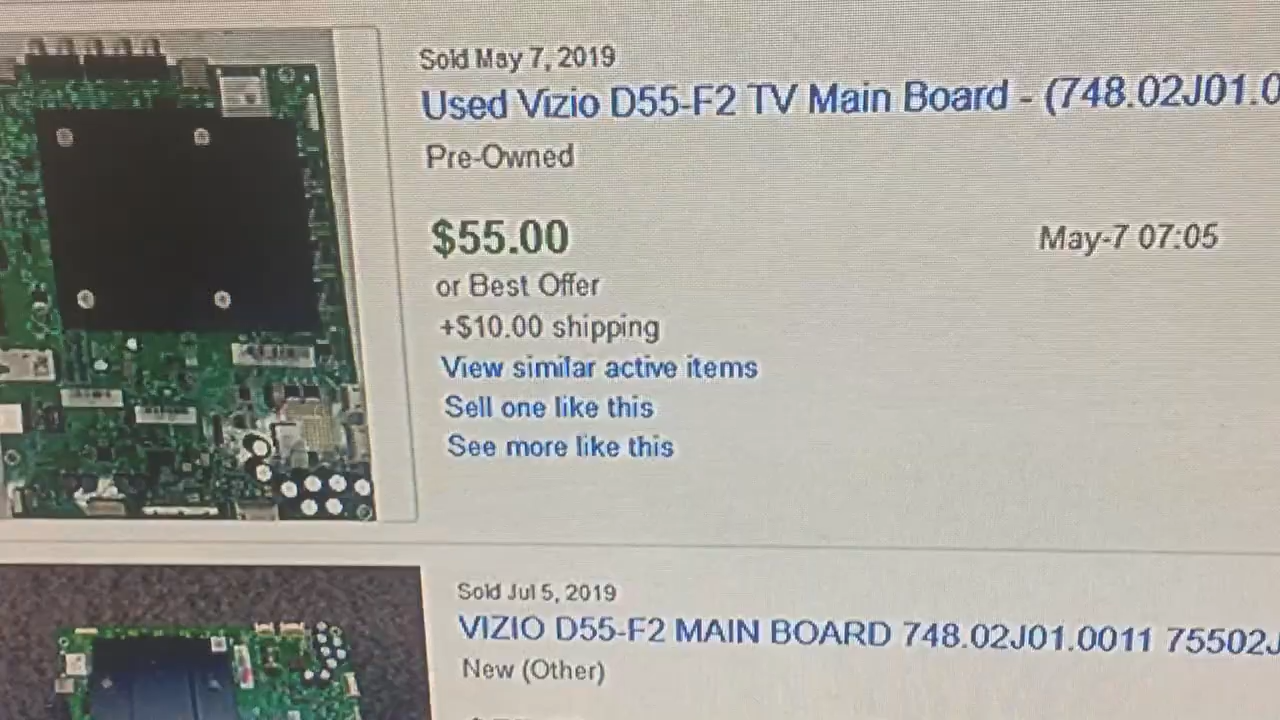 Sold May 7, 2019
Used Vizio D55-F2 TV Main Board - (748.02J01.0
Pre-Owned
$55.00
May-7 07:05
or Best Offer
+$10.00 shipping
View similar active items
Sell one like this
See more like this
Sold Jul 5, 2019
VIZIO D55-F2 MAIN BOARD 748.02J01.0011 75502J
New (Other)